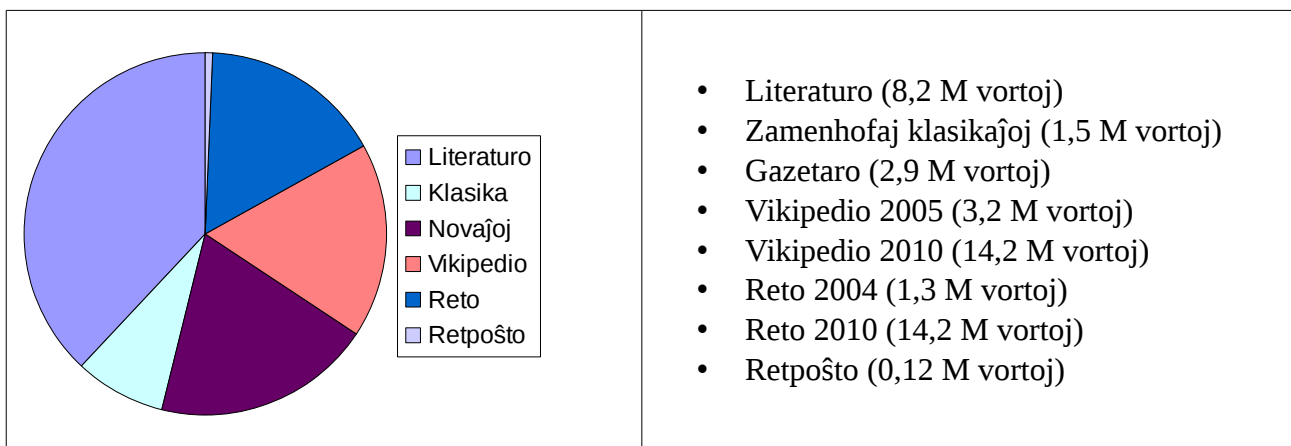 Literaturo
Klasika
Novaĵoj
Vikipedio
Reto
Retpoŝto
• Literaturo (8,2 M vortoj)
• Zamenhofaj klasikaĵoj (1,5 M vortoj)
• Gazetaro (2,9 M vortoj)
• Vikipedio 2005 (3,2 M vortoj)
• Vikipedio 2010 (14,2 M vortoj)
• Reto 2004 (1,3 M vortoj)
• Reto 2010 (14,2 M vortoj)
• Retpoŝto (0,12 M vortoj)